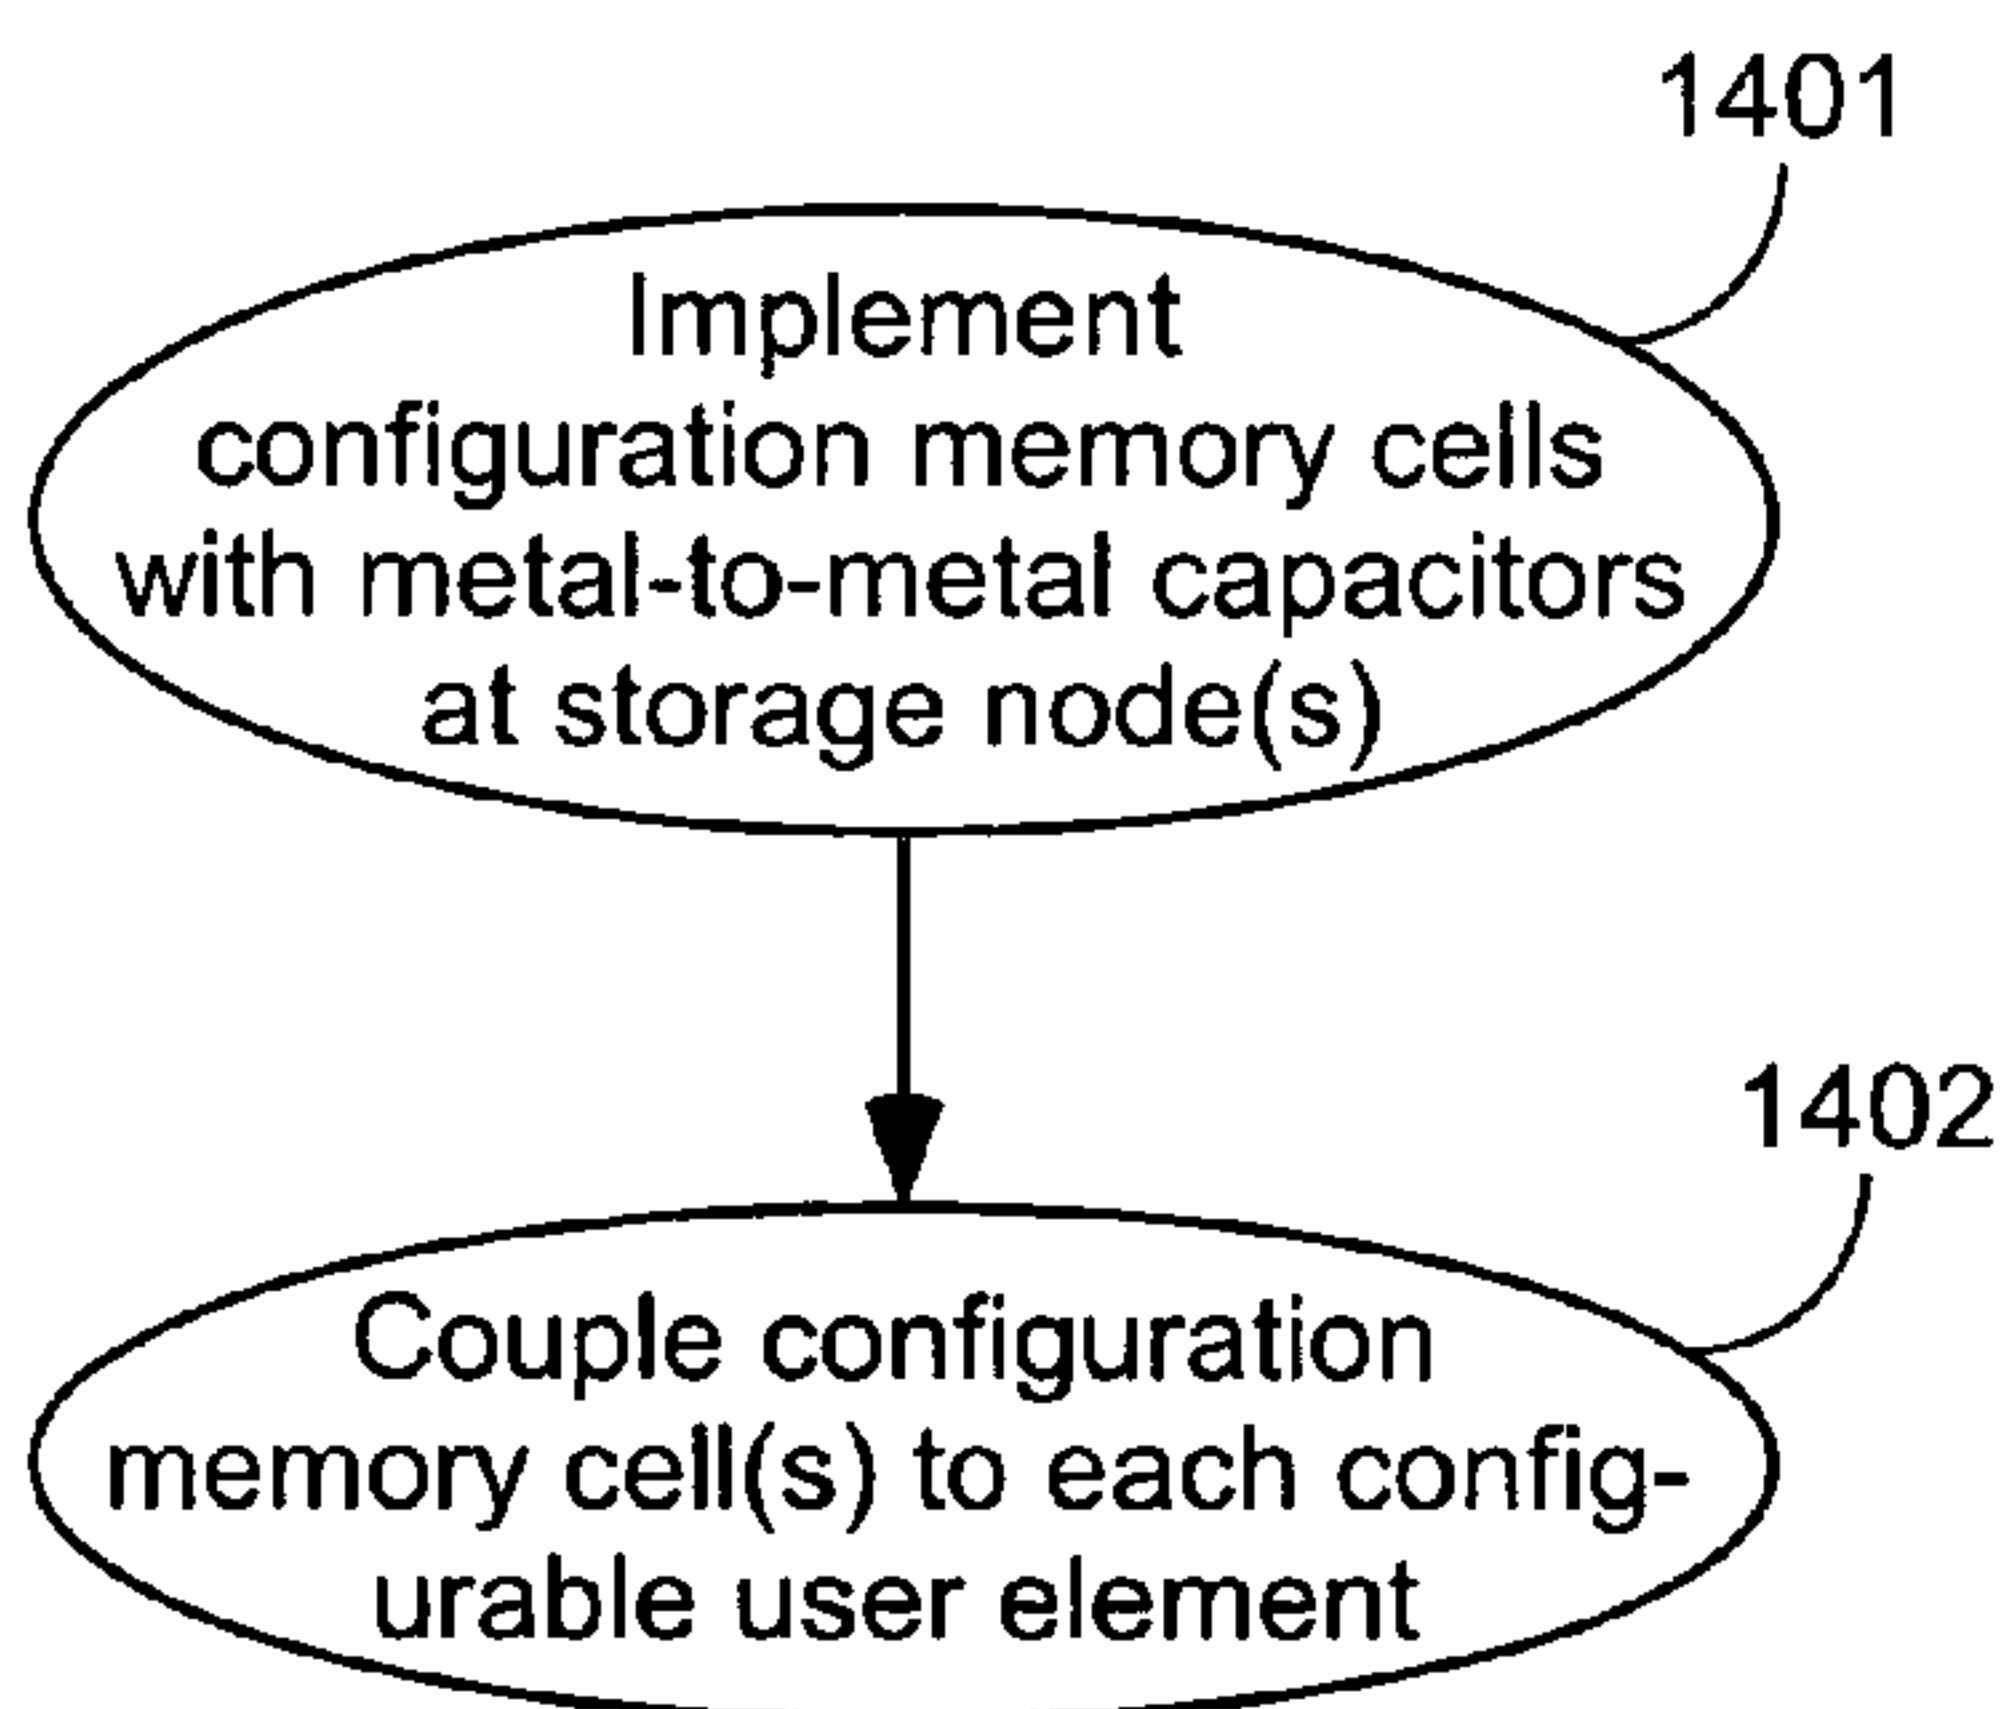 1401
Implement
configuration memory cells
with metal-to-metal capacitors
at storage node(s)
1402
Couple configuration
memory cell(s) to each config-
urable user element